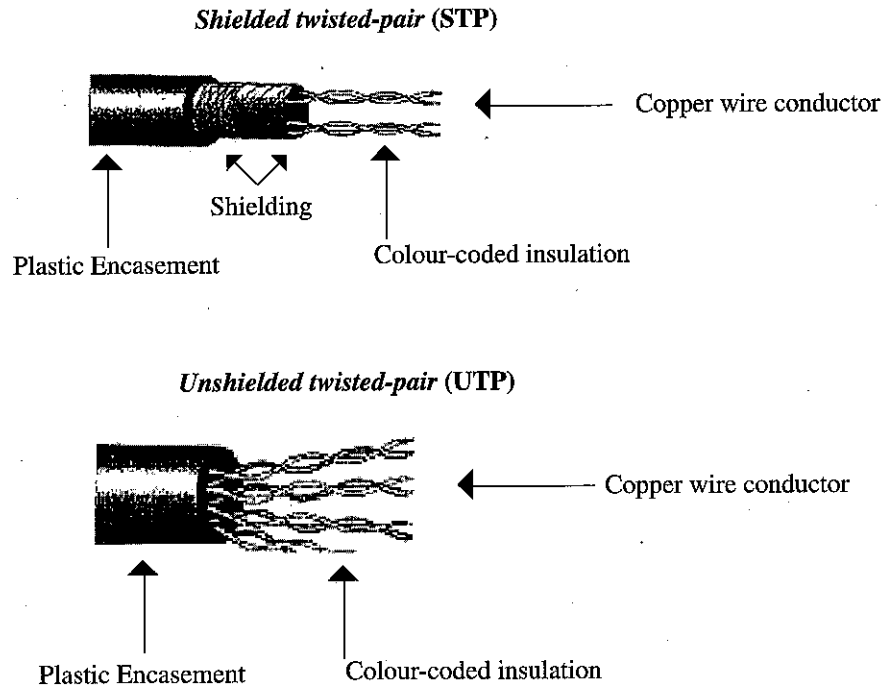 Shielded twisted-pair (STP)
Copper wire conductor
Shielding
Plastic Encasement
Colour-coded insulation
Unshielded twisted-pair (UTP)
Copper wire conductor
Plastic Encasement
Colour-coded insulation